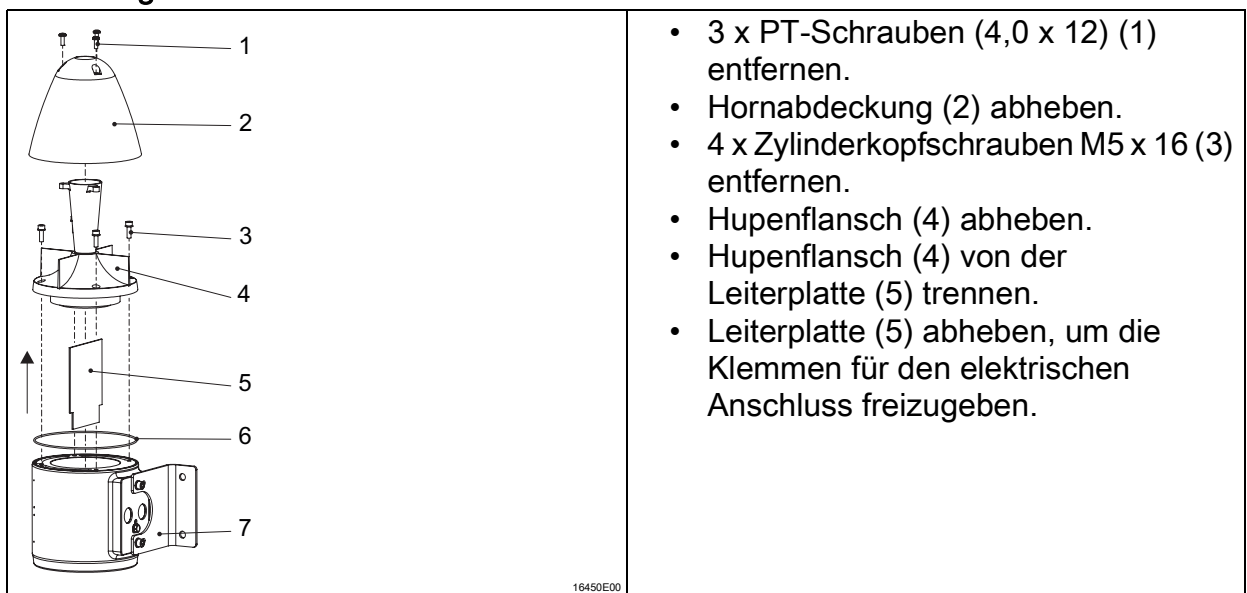 1
2
3
4
5
6
7
16450E00
• 3 x PT-Schrauben (4,0 x 12) (1)
entfernen.
• Hornabdeckung (2) abheben.
• 4 x Zylinderkopfschrauben M5 x 16 (3)
entfernen.
• Hupenflansch (4) abheben.
• Hupenflansch (4) von der
Leiterplatte (5) trennen.
• Leiterplatte (5) abheben, um die
Klemmen für den elektrischen
Anschluss freizugeben.